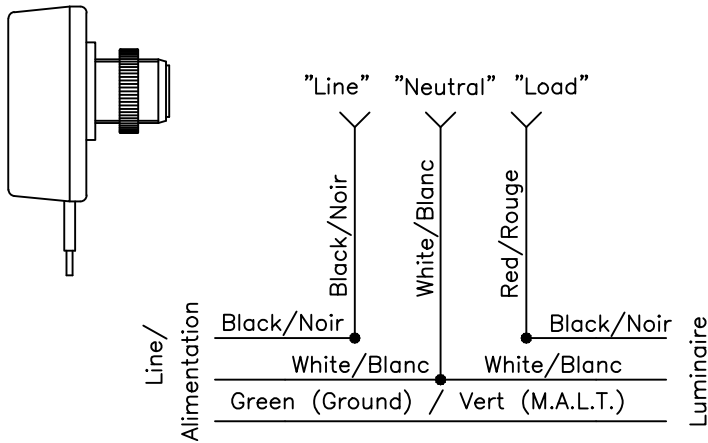 "Line" "Neutral" "Load"
Black/Noir
White/Blanc
Red/Rouge
Line/
Alimentation
Black/Noir
Black/Noir
White/Blanc
White/Blanc
Green (Ground) / Vert (M.A.L.T.)
Luminaire